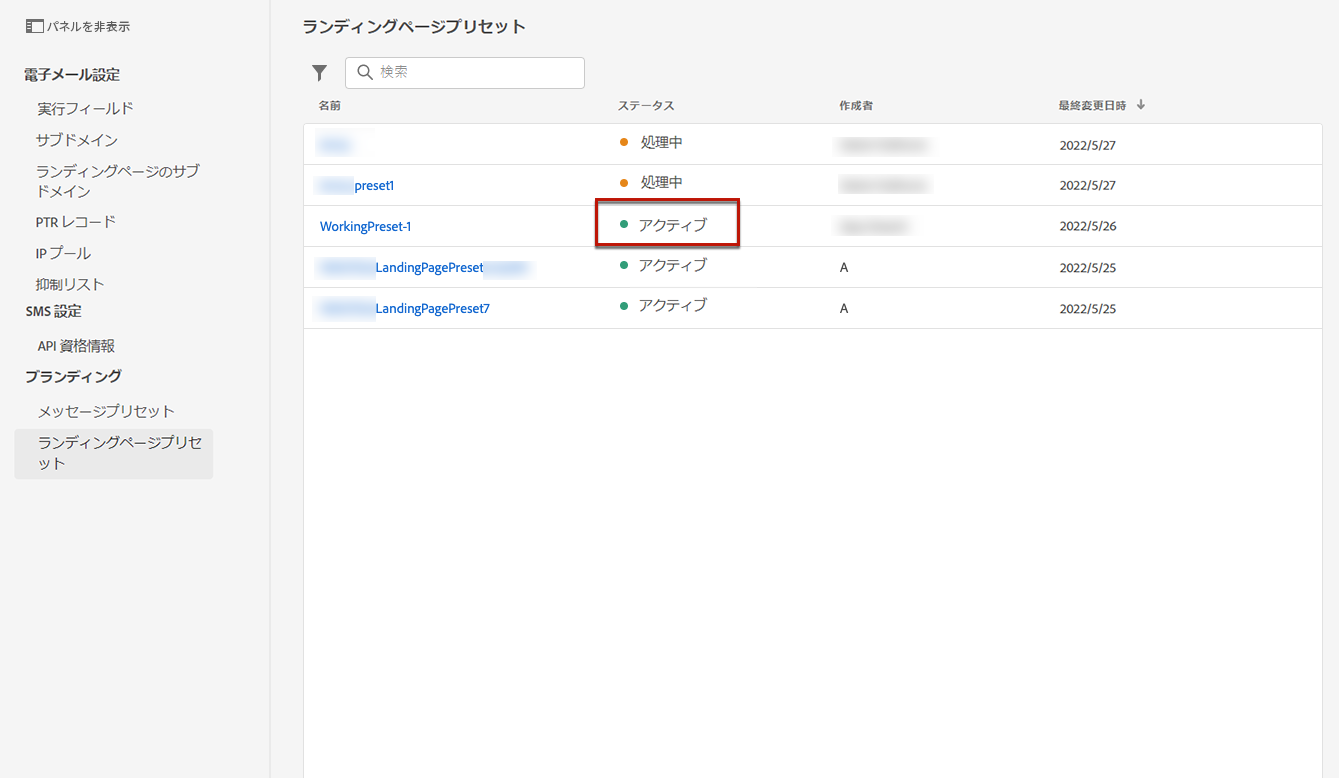 パネルを非表示
電子メール設定
実行フィールド
サブドメイン
ランディングページのサブ
ドメイン
PTR レコード
IP プール
抑制リスト
SMS 設定
API 資格情報
ブランディング
メッセージプリセット
ランディングページプリセ
ット
ランディングページプリセット
検索
名前 ステータス 作成者 最終変更日時
処理中 2022/5/27
preset1 処理中 2022/5/27
WorkingPreset-1 アクティブ 2022/5/26
LandingPagePreset アクティブ A 2022/5/25
LandingPagePreset7 アクティブ A 2022/5/25